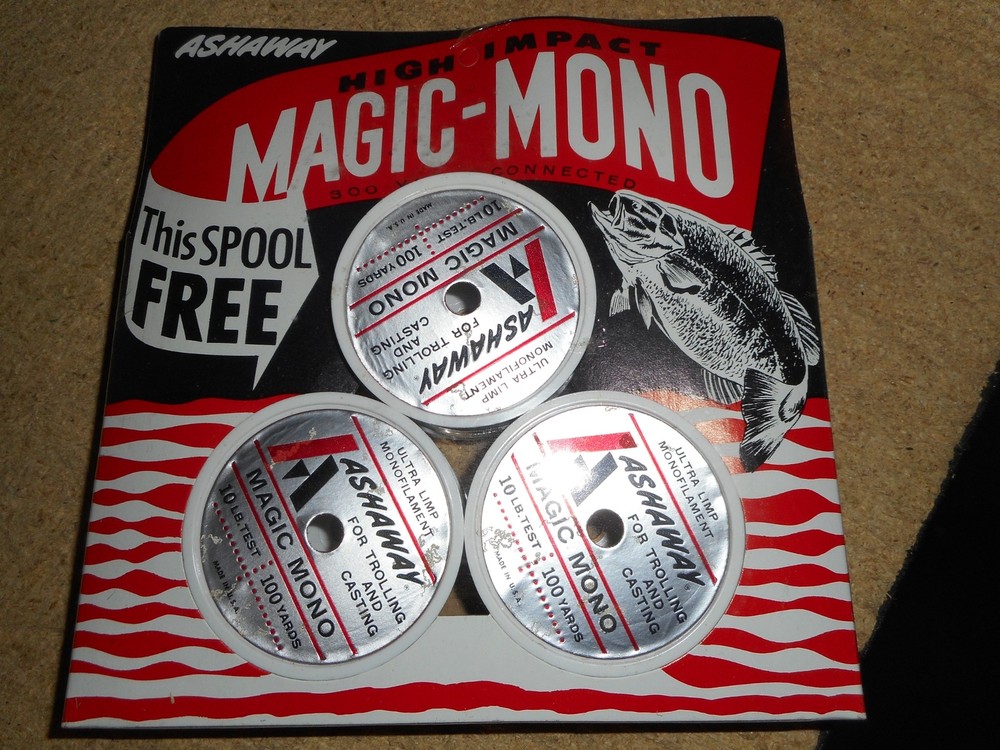 ASHAWAY
HIGH IMPACT
MAGIC-MONO
CONNECTED
This SPOOL
FREE
ULTRA LIMP
MONOFILAMENT
ASHAWAY
FOR TROLLING
AND
CASTING
MAGIC MONO
10 LB. TEST 100 YARDS
MADE IN U.S.A.
ULTRA LIMP
MONOFILAMENT
ASHAWAY
FOR TROLLING
AND
CASTING
MAGIC MONO
10 LB. TEST 100 YARDS
MADE IN U.S.A.
ULTRA LIMP
MONOFILAMENT
ASHAWAY
FOR TROLLING
AND
CASTING
MAGIC MONO
10 LB. TEST 100 YARDS
MADE IN U.S.A.